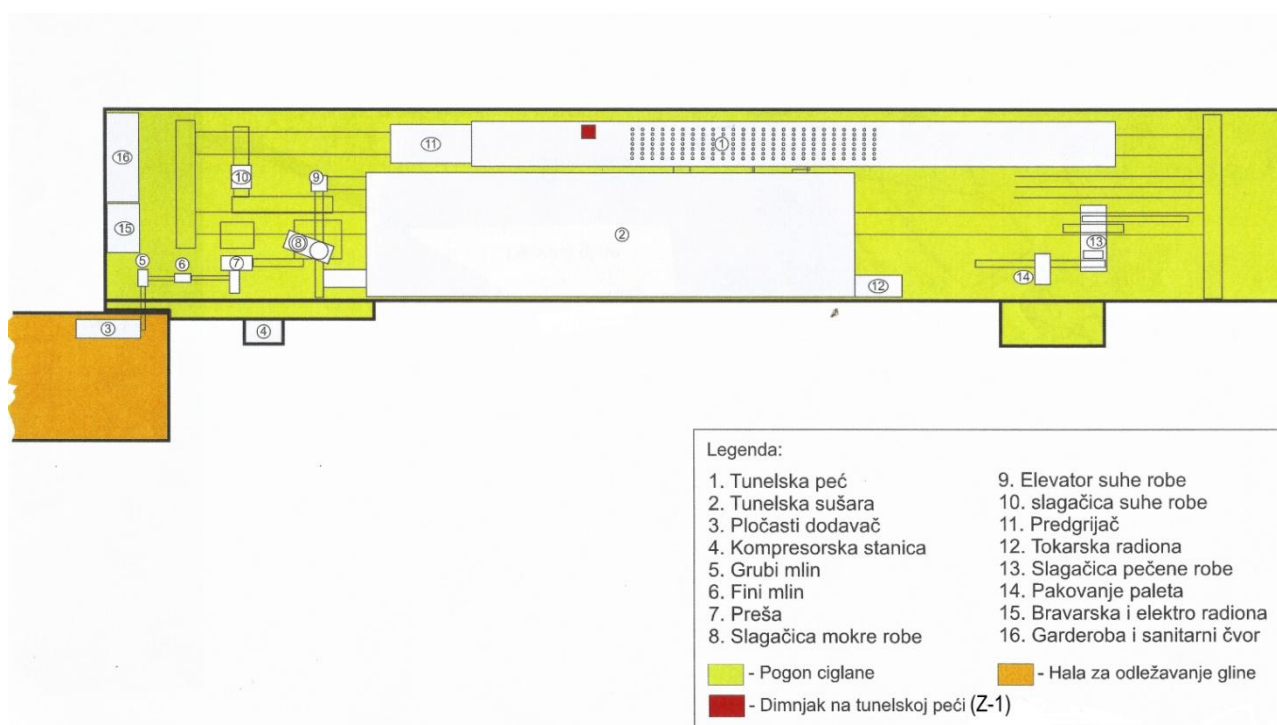 16
11
1
10
9
15
8
2
5
6
7
13
14
12
3
4
Legenda:
1. Tunelska peć
2. Tunelska sušara
3. Pločasti dodavač
4. Kompresorska stanica
5. Grubi mlin
6. Fini mlin
7. Preša
8. Slagačica mokre robe
9. Elevator suhe robe
10. slagačica suhe robe
11. Predgrijač
12. Tokarska radiona
13. Slagačica pečene robe
14. Pakovanje paleta
15. Bravarska i elektro radiona
16. Garderoba i sanitarni čvor
- Pogon ciglane
- Hala za odležavanje gline
- Dimnjak na tunelskoj peći (Z-1)